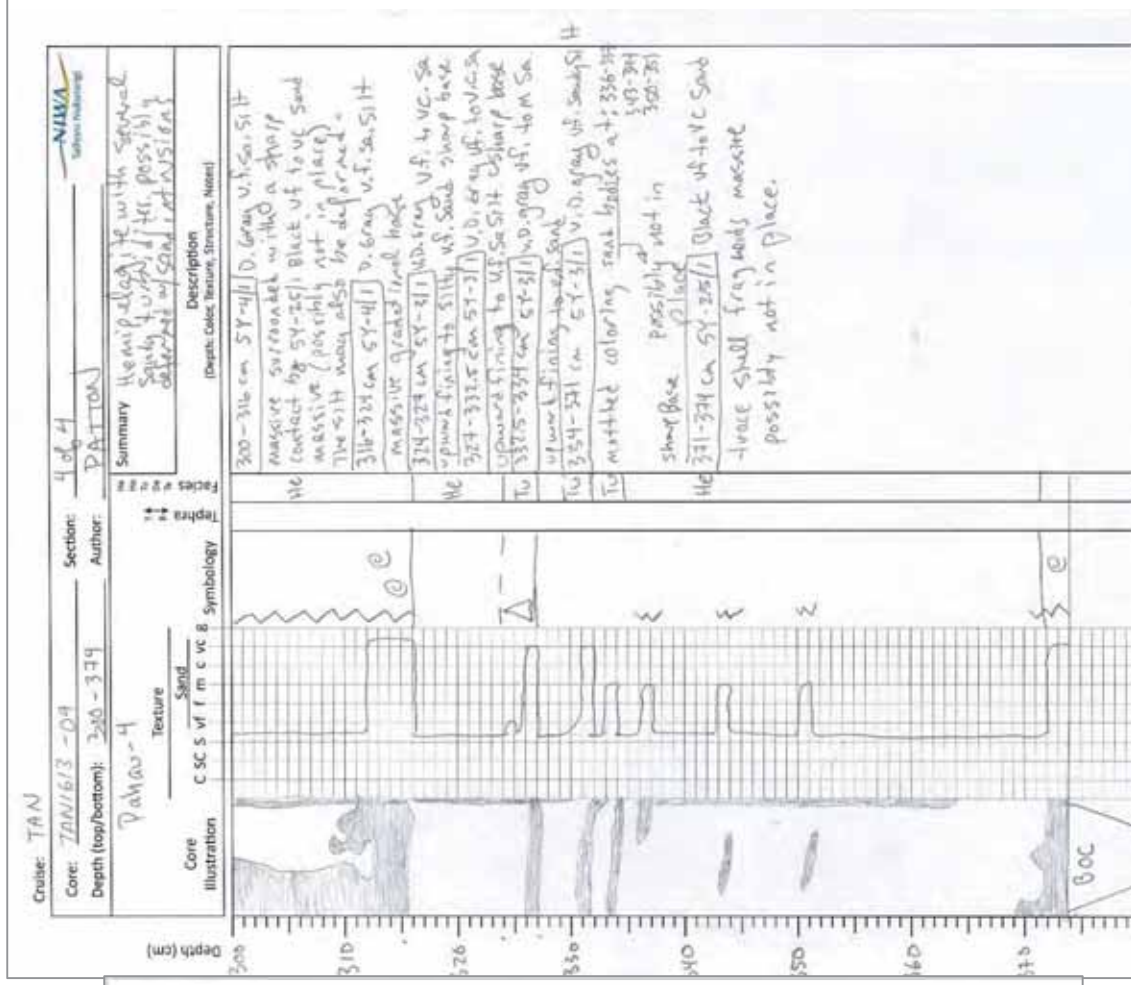 Cruise: TAN
Core: TAN1613-09 Section: 4 of 4
Depth (top/bottom): 300-374 Author: PATTON
NIWA
Taihoro Nukurangi
Pahau-4
Summary Hemipelagite with several
Sandy turbidites, possibly
deformed w/ sand intrusions
Depth (cm)
Core Illustration
Texture
Sand
C SC S vf f m c vc B
Symbology
Tephra
Facies
Description
(Depth: Color, Texture, Structure, Notes)
300-316 cm 5Y-4/1 D. Gray v.f. sa. silt
massive surrounded with a sharp
contact by 5Y-2.5/1 Black vf to vc sand
massive (possibly not in place)
The silt may also be deformed.
316-324 cm 5Y-4/1 D. Gray v.f. sa. silt
massive gradational base
324-327 cm 5Y-3/1 V.D. Gray v.f. to v.c. sa
upward fining to silty v.f. sand sharp base
327-332.5 cm 5Y-3/1 V.D. Gray vf. to v.c. sa
upward fining to v.f. sa silt sharp base
332.5-334 cm 5Y-3/1 V.D. gray vf. to m sa.
upward fining to sand
334-371 cm 5Y-3/1 V.D. gray vf. sandy silt
mottled coloring, sand bodies at; 336-337
343-344
350-351
possibly not in
place
sharp Base
371-374 cm 5Y-2.5/1 Black vf to vc sand
trace shell frag hoids massive
possibly not in place.
He
He
Tu
Tu
Tu
He
300
310
320
330
340
350
360
370
BOC